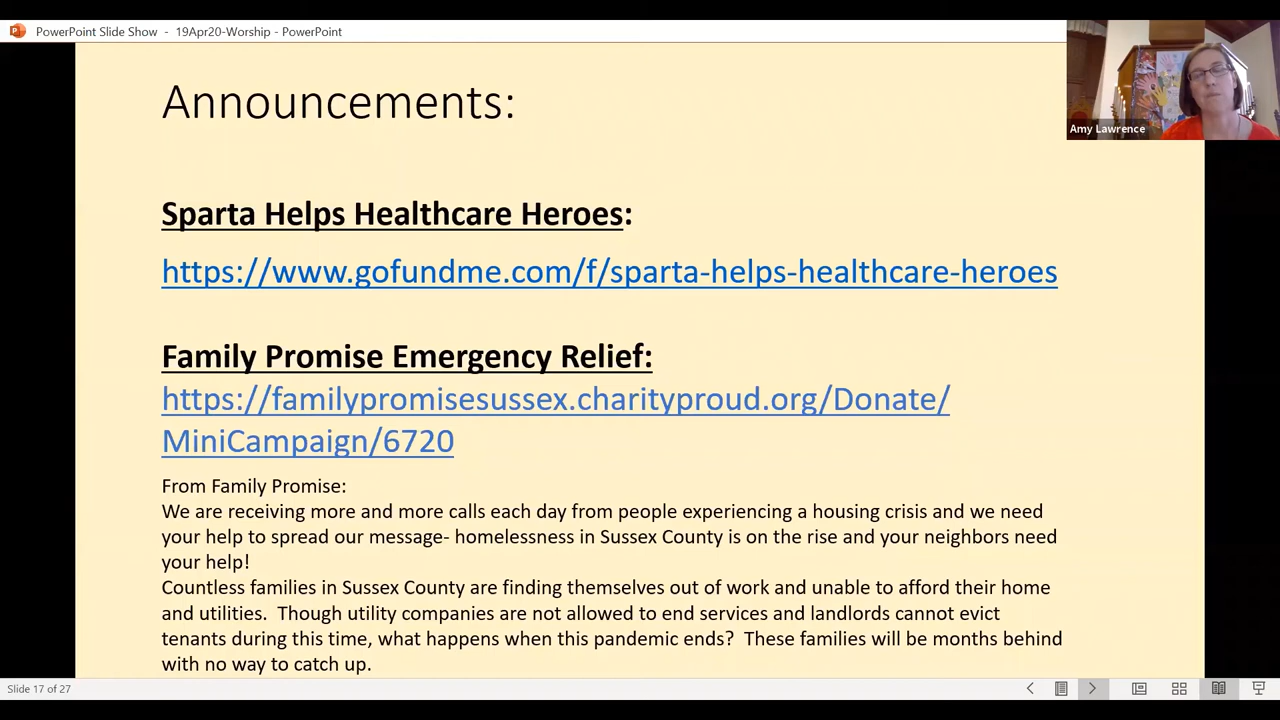 PowerPoint Slide Show - 19Apr20-Worship - PowerPoint
Amy Lawrence
Announcements:
Sparta Helps Healthcare Heroes:
https://www.gofundme.com/f/sparta-helps-healthcare-heroes
Family Promise Emergency Relief:
https://familypromisesussex.charityproud.org/Donate/
MiniCampaign/6720
From Family Promise:
We are receiving more and more calls each day from people experiencing a housing crisis and we need
your help to spread our message- homelessness in Sussex County is on the rise and your neighbors need
your help!
Countless families in Sussex County are finding themselves out of work and unable to afford their home
and utilities.  Though utility companies are not allowed to end services and landlords cannot evict
tenants during this time, what happens when this pandemic ends?  These families will be months behind
with no way to catch up.
Slide 17 of 27